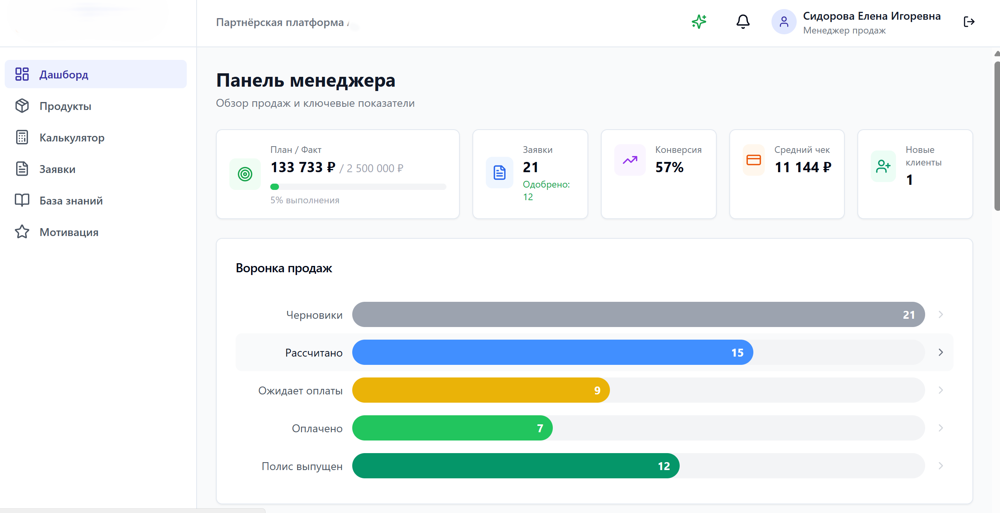 Партнёрская платформа
Сидорова Елена Игоревна
Менеджер продаж
Дашборд
Продукты
Калькулятор
Заявки
База знаний
Мотивация
Панель менеджера
Обзор продаж и ключевые показатели
План / Факт
133 733 ₽ / 2 500 000 ₽
5% выполнения
Заявки
21
Одобрено:
12
Конверсия
57%
Средний чек
11 144 ₽
Новые
клиенты
1
Воронка продаж
Черновики 21
Рассчитано 15
Ожидает оплаты 9
Оплачено 7
Полис выпущен 12